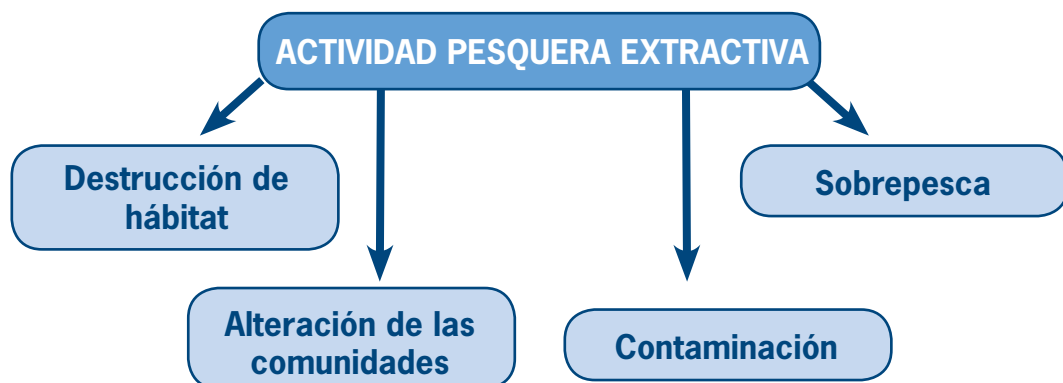 ACTIVIDAD PESQUERA EXTRACTIVA
Destrucción de
hábitat
Sobrepesca
Alteración de las
comunidades
Contaminación